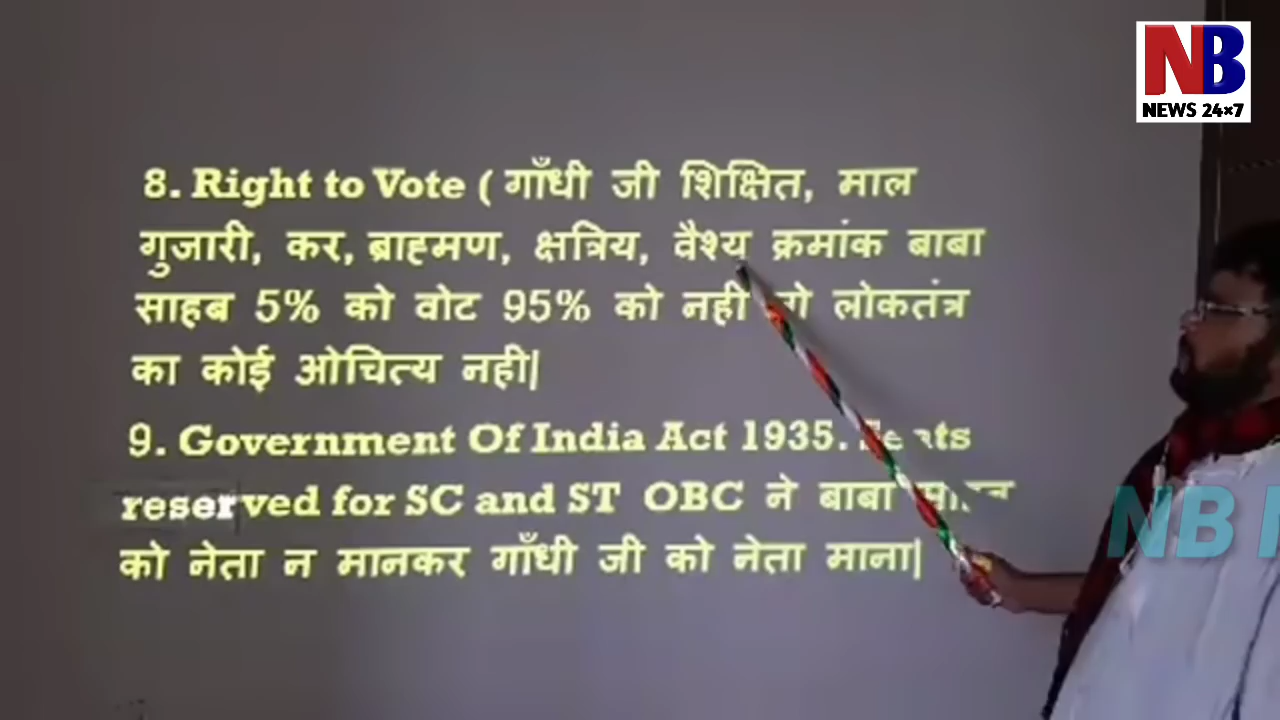 NB
NEWS 24×7
8. Right to Vote ( गाँधी जी शिक्षित, माल
गुजारी, कर, ब्राहमण, क्षत्रिय, वैश्य क्रमांक बाबा
साहब 5% को वोट 95% को नही लोकतंत्र
का कोई ओचित्य नही|
9. Government Of India Act 1935.
reserved for SC and ST OBC ने बाबा
को नेता न मानकर गाँधी जी को नेता माना|
NB